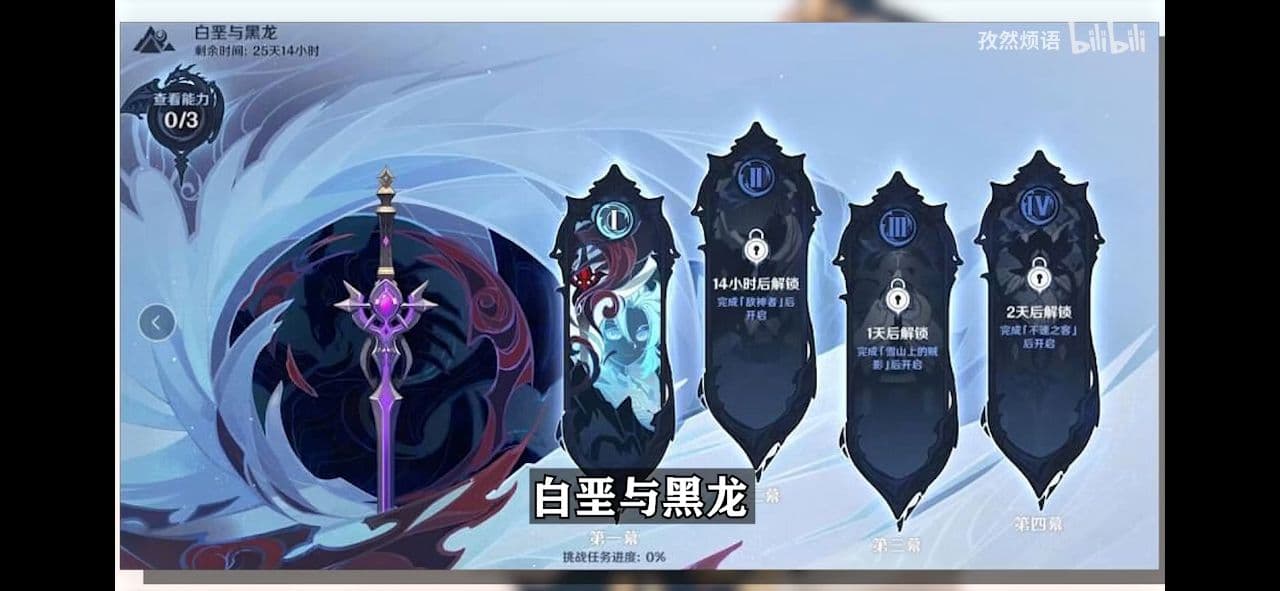 白垩与黑龙
剩余时间: 25天14小时
孜然烦语 bilibili
查看能力
0/3
I
II
14小时后解锁
完成「敌神者」后
开启
III
1天后解锁
完成「雪山上的贼
影」后开启
IV
2天后解锁
完成「不速之客」
后开启
白垩与黑龙
二幕
第一幕
挑战任务进度: 0%
第三幕
第四幕